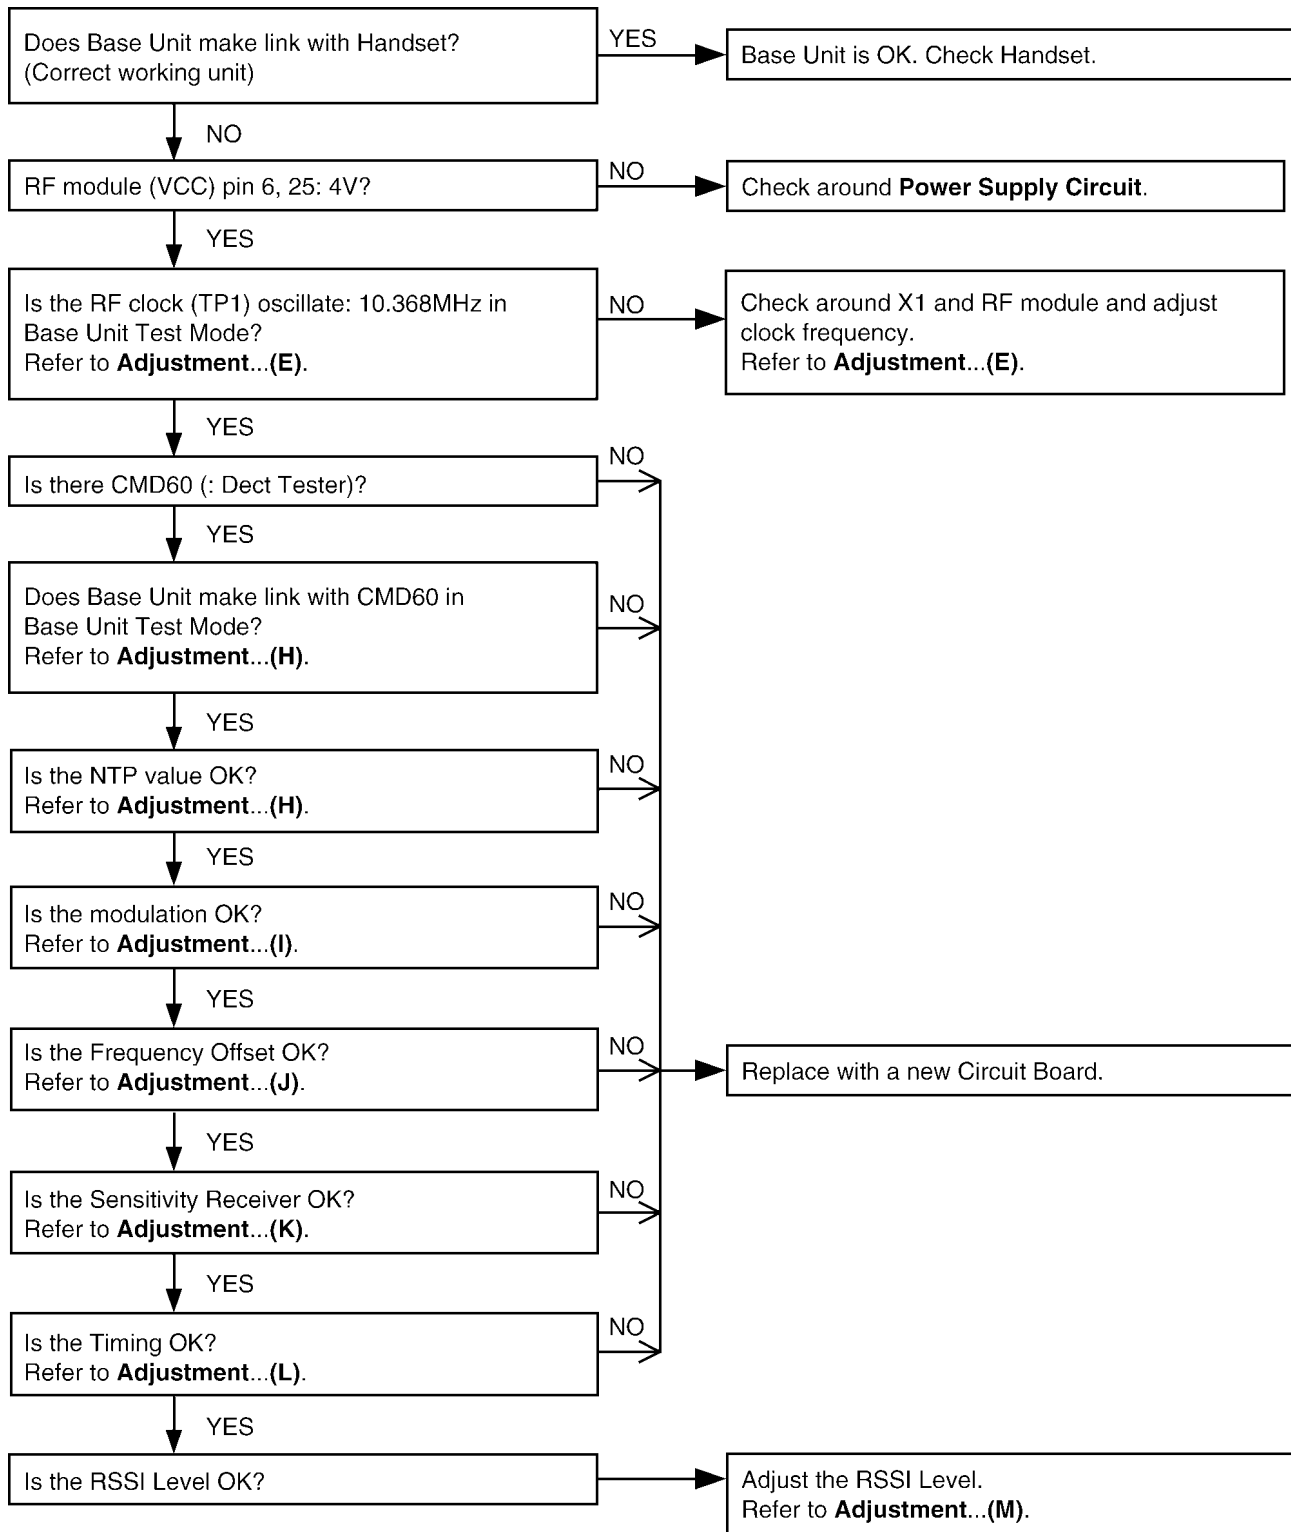 Does Base Unit make link with Handset?
(Correct working unit)
YES
Base Unit is OK. Check Handset.
NO
RF module (VCC) pin 6, 25: 4V?
NO
Check around Power Supply Circuit.
YES
Is the RF clock (TP1) oscillate: 10.368MHz in
Base Unit Test Mode?
Refer to Adjustment...(E).
NO
Check around X1 and RF module and adjust
clock frequency.
Refer to Adjustment...(E).
YES
Is there CMD60 (: Dect Tester)?
NO
YES
Does Base Unit make link with CMD60 in
Base Unit Test Mode?
Refer to Adjustment...(H).
NO
YES
Is the NTP value OK?
Refer to Adjustment...(H).
NO
YES
Is the modulation OK?
Refer to Adjustment...(I).
NO
YES
Is the Frequency Offset OK?
Refer to Adjustment...(J).
NO
Replace with a new Circuit Board.
YES
Is the Sensitivity Receiver OK?
Refer to Adjustment...(K).
NO
YES
Is the Timing OK?
Refer to Adjustment...(L).
NO
YES
Is the RSSI Level OK?
Adjust the RSSI Level.
Refer to Adjustment...(M).